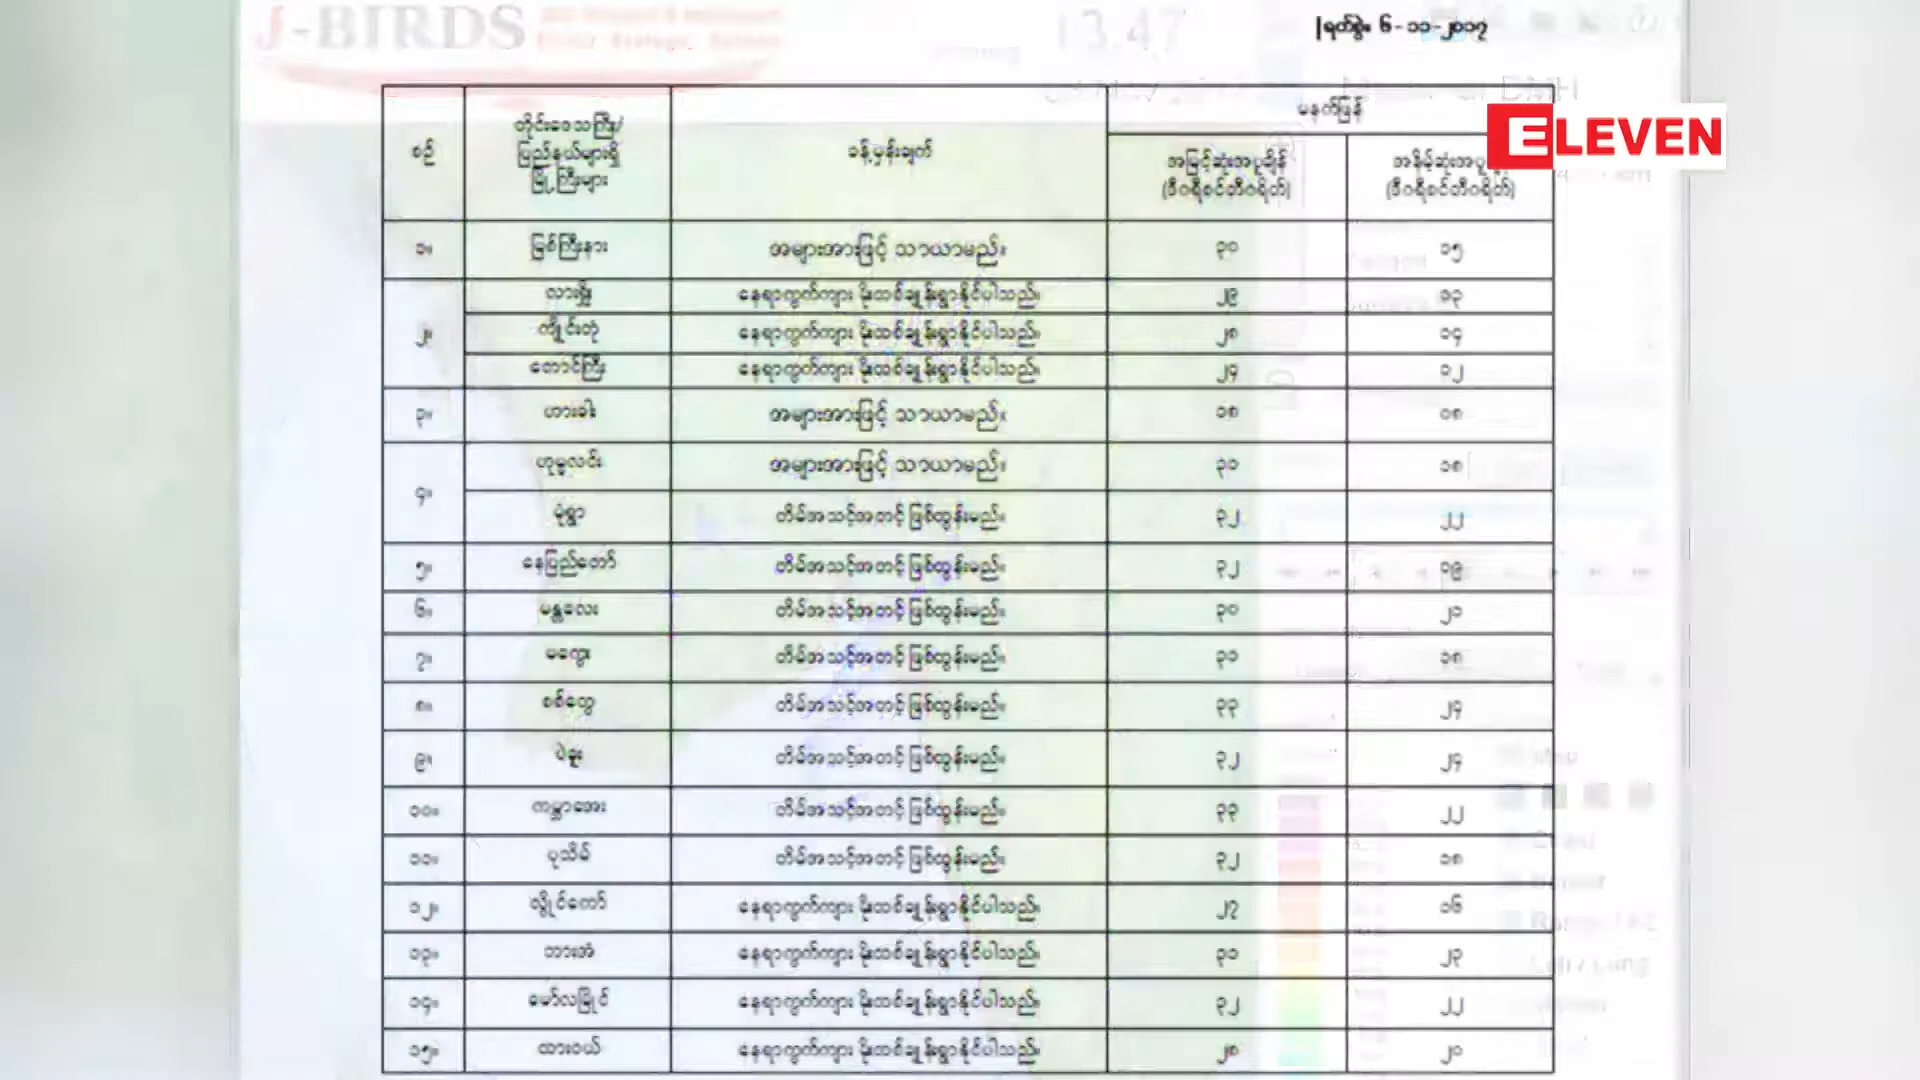 J-BIRDS
13.47
ရက်စွဲ။ ၆-၁၁-၂၀၁၇
ELEVEN
မနက်ဖြန်
စဉ်
တိုင်းဒေသကြီး/
ပြည်နယ်များရှိ
မြို့ကြီးများ
ခန့်မှန်းချက်
အမြင့်ဆုံးအပူချိန်
(ဒီဂရီစင်တီဂရိတ်)
အနိမ့်ဆုံးအပူ
(ဒီဂရီစင်တီဂရိတ်)
၁။ မြစ်ကြီးနား အများအားဖြင့် သာယာမည်။ ၃၀ ၁၅
၂။ လားရှိုး နေရာကွက်ကျား မိုးထစ်ချုန်းရွာနိုင်ပါသည်။ ၂၉ ၁၃
ကျိုင်းတုံ နေရာကွက်ကျား မိုးထစ်ချုန်းရွာနိုင်ပါသည်။ ၂၈ ၁၄
တောင်ကြီး နေရာကွက်ကျား မိုးထစ်ချုန်းရွာနိုင်ပါသည်။ ၂၄ ၁၂
၃။ ဟားခါး အများအားဖြင့် သာယာမည်။ ၁၈ ၀၈
၄။ ဟုမ္မလင်း အများအားဖြင့် သာယာမည်။ ၃၁ ၁၈
မုံရွာ တိမ်အသင့်အတင့်ဖြစ်ထွန်းမည်။ ၃၂ ၂၂
၅။ နေပြည်တော် တိမ်အသင့်အတင့်ဖြစ်ထွန်းမည်။ ၃၂ ၁၉
၆။ မန္တလေး တိမ်အသင့်အတင့်ဖြစ်ထွန်းမည်။ ၃၀ ၂၁
၇။ မကွေး တိမ်အသင့်အတင့်ဖြစ်ထွန်းမည်။ ၃၁ ၁၈
၈။ စစ်တွေ တိမ်အသင့်အတင့်ဖြစ်ထွန်းမည်။ ၃၃ ၂၄
၉။ ပဲခူး တိမ်အသင့်အတင့်ဖြစ်ထွန်းမည်။ ၃၂ ၂၄
၁၀။ ကမ္ဘာအေး တိမ်အသင့်အတင့်ဖြစ်ထွန်းမည်။ ၃၃ ၂၂
၁၁။ ပုသိမ် တိမ်အသင့်အတင့်ဖြစ်ထွန်းမည်။ ၃၂ ၁၈
၁၂။ လွိုင်ကော် နေရာကွက်ကျား မိုးထစ်ချုန်းရွာနိုင်ပါသည်။ ၂၇ ၁၆
၁၃။ ဘားအံ နေရာကွက်ကျား မိုးထစ်ချုန်းရွာနိုင်ပါသည်။ ၃၁ ၂၃
၁၄။ မော်လမြိုင် နေရာကွက်ကျား မိုးထစ်ချုန်းရွာနိုင်ပါသည်။ ၃၂ ၂၂
၁၅။ ထားဝယ် နေရာကွက်ကျား မိုးထစ်ချုန်းရွာနိုင်ပါသည်။ ၂၈ ၂၁